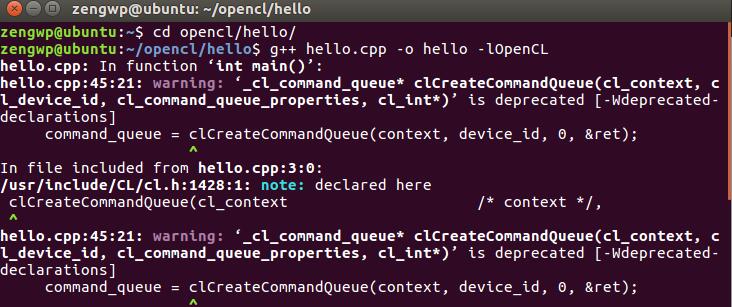 zengwp@ubuntu: ~/opencl/hello
zengwp@ubuntu:~$ cd opencl/hello/
zengwp@ubuntu:~/opencl/hello$ g++ hello.cpp -o hello -lOpenCL
hello.cpp: In function ‘int main()’:
hello.cpp:45:21: warning: ‘_cl_command_queue* clCreateCommandQueue(cl_context, c
l_device_id, cl_command_queue_properties, cl_int*)’ is deprecated [-Wdeprecated-
declarations]
     command_queue = clCreateCommandQueue(context, device_id, 0, &ret);
                     ^
In file included from hello.cpp:3:0:
/usr/include/CL/cl.h:1428:1: note: declared here
 clCreateCommandQueue(cl_context                     /* context */,
 ^
hello.cpp:45:21: warning: ‘_cl_command_queue* clCreateCommandQueue(cl_context, c
l_device_id, cl_command_queue_properties, cl_int*)’ is deprecated [-Wdeprecated-
declarations]
     command_queue = clCreateCommandQueue(context, device_id, 0, &ret);
                     ^